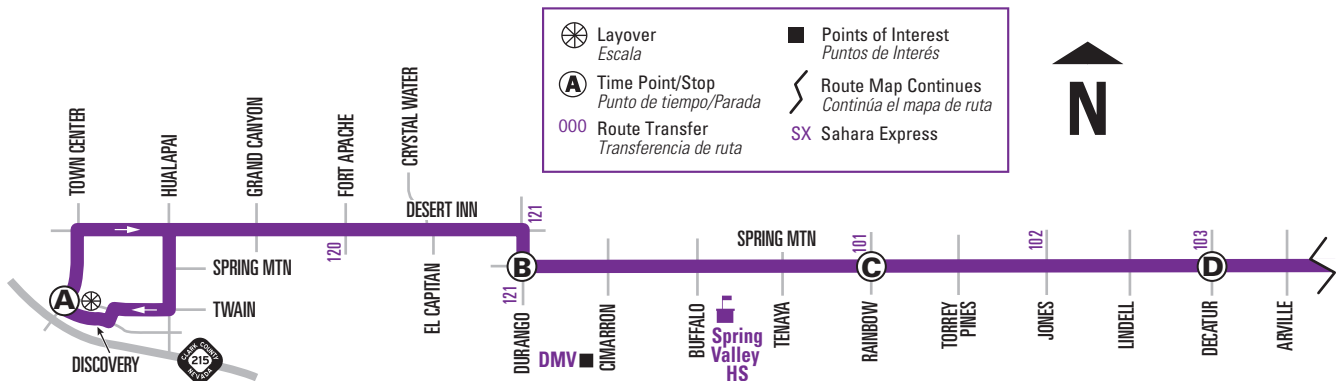 Layover
Escala
A Time Point/Stop
Punto de tiempo/Parada
000 Route Transfer
Transferencia de ruta
Points of Interest
Puntos de Interés
Route Map Continues
Continúa el mapa de ruta
SX Sahara Express
N
TOWN CENTER
HUALAPAI
GRAND CANYON
FORT APACHE
CRYSTAL WATER
DESERT INN
121
120
SPRING MTN
TWAIN
A
DISCOVERY
CLARK COUNTY
215
NEVADA
EL CAPITAN
B
121
DURANGO
DMV
CIMARRON
BUFFALO
Spring
Valley
HS
SPRING MTN
TENAYA
101
C
RAINBOW
TORREY
PINES
102
JONES
LINDELL
103
D
DECATUR
ARVILLE